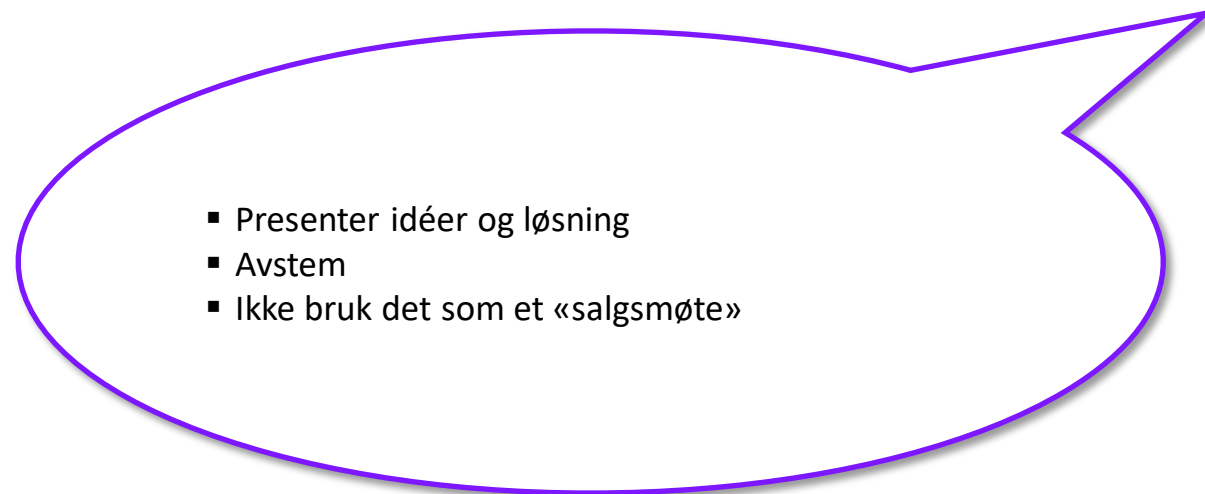 ▪ Presenter idéer og løsning
▪ Avstem
▪ Ikke bruk det som et «salgsmøte»